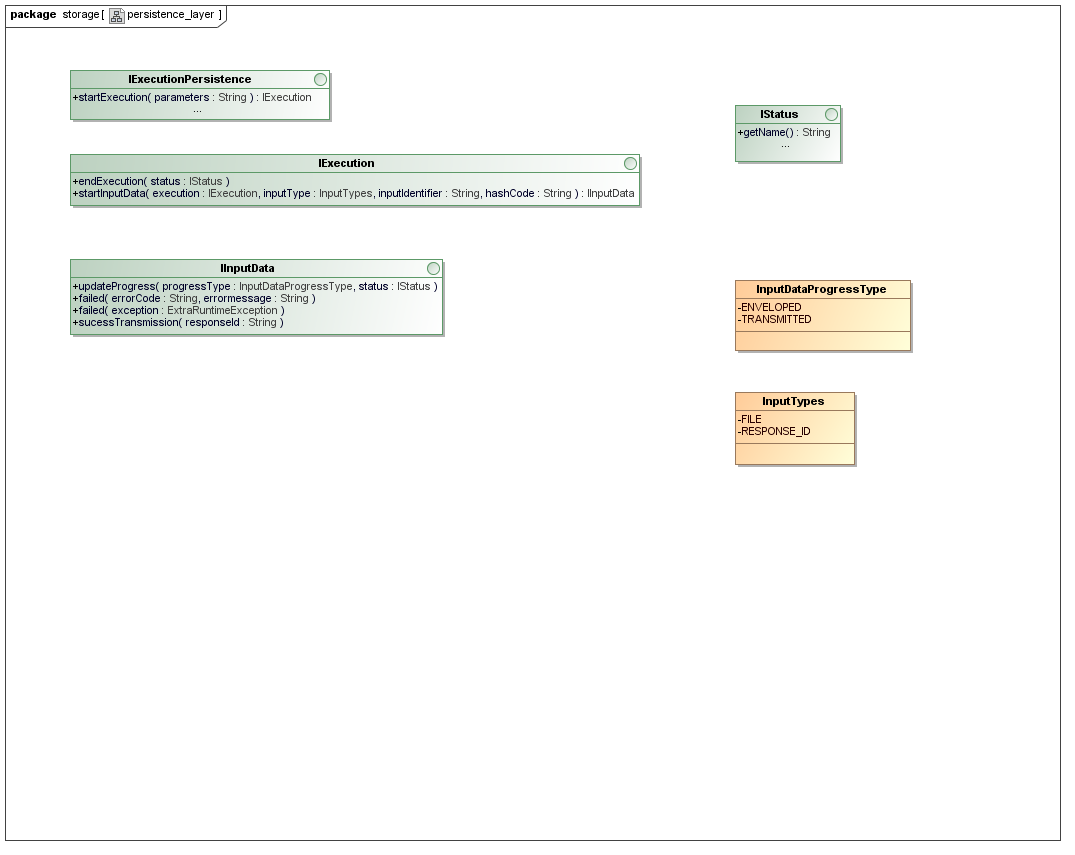 package storage[ persistence_layer ]
IExecutionPersistence
+startExecution( parameters : String ) : IExecution
...
IStatus
+getName() : String
...
IExecution
+endExecution( status : IStatus )
+startInputData( execution : IExecution, inputType : InputTypes, inputIdentifier : String, hashCode : String ) : IInputData
IInputData
+updateProgress( progressType : InputDataProgressType, status : IStatus )
+failed( errorCode : String, errormessage : String )
+failed( exception : ExtraRuntimeException )
+sucessTransmission( responseId : String )
InputDataProgressType
-ENVELOPED
-TRANSMITTED
InputTypes
-FILE
-RESPONSE_ID